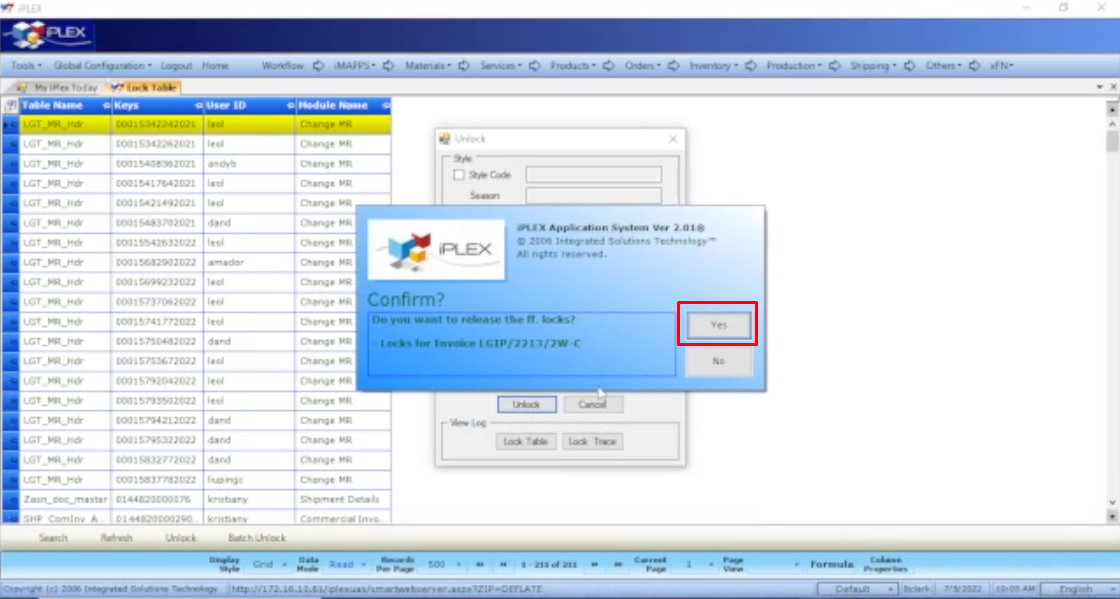 iPLEX
iPLEX
Tools Global Configuration Logout Home Workflow iMAPPS Materials Services Products Orders Inventory Production Shipping Others xFN
My iPlex Today Lock Table
Table Name Keys User ID Module Name
LGT_MR_Hdr 00015342242021 leol Change MR
LGT_MR_Hdr 00015342262021 leol Change MR
LGT_MR_Hdr 00015408362021 andyb Change MR
LGT_MR_Hdr 00015417642021 leol Change MR
LGT_MR_Hdr 00015421492021 leol Change MR
LGT_MR_Hdr 00015483702021 dand Change MR
LGT_MR_Hdr 00015542632022 leol Change MR
LGT_MR_Hdr 00015682902022 amador Change MR
LGT_MR_Hdr 00015699232022 leol Change MR
LGT_MR_Hdr 00015737062022 leol Change MR
LGT_MR_Hdr 00015741772022 leol Change MR
LGT_MR_Hdr 00015750482022 dand Change MR
LGT_MR_Hdr 00015753672022 leol Change MR
LGT_MR_Hdr 00015792042022 leol Change MR
LGT_MR_Hdr 00015793502022 leol Change MR
LGT_MR_Hdr 00015794212022 dand Change MR
LGT_MR_Hdr 00015795322022 dand Change MR
LGT_MR_Hdr 00015832772022 dand Change MR
LGT_MR_Hdr 00015837782022 liupingc Change MR
Zasn_doc_master 0144820000076 kristiany Shipment Details
SHP_ComInv_A... 0144820000290... kristiany Commercial Invo...
Unlock
Style
Style Code
Season
iPLEX
iPLEX Application System Ver 2.01®
© 2006 Integrated Solutions Technology™
All rights reserved.
Confirm?
Do you want to release the ff. locks?
- Locks for Invoice LGIP/2213/2W-C
Yes
No
Unlock Cancel
View Log
Lock Table Lock Trace
Search Refresh Unlock Batch Unlock
Display Style Grid Data Mode Read Records Per Page 500 1 - 211 of 211 Current Page 1 Page View Formula Column Properties
Copyright (c) 2006 Integrated Solutions Technology http://172.16.10.61/iplexuas/smartwebserver.aspx?ZIP=DEFLATE Default ltclerk 7/9/2022 10:05 AM English